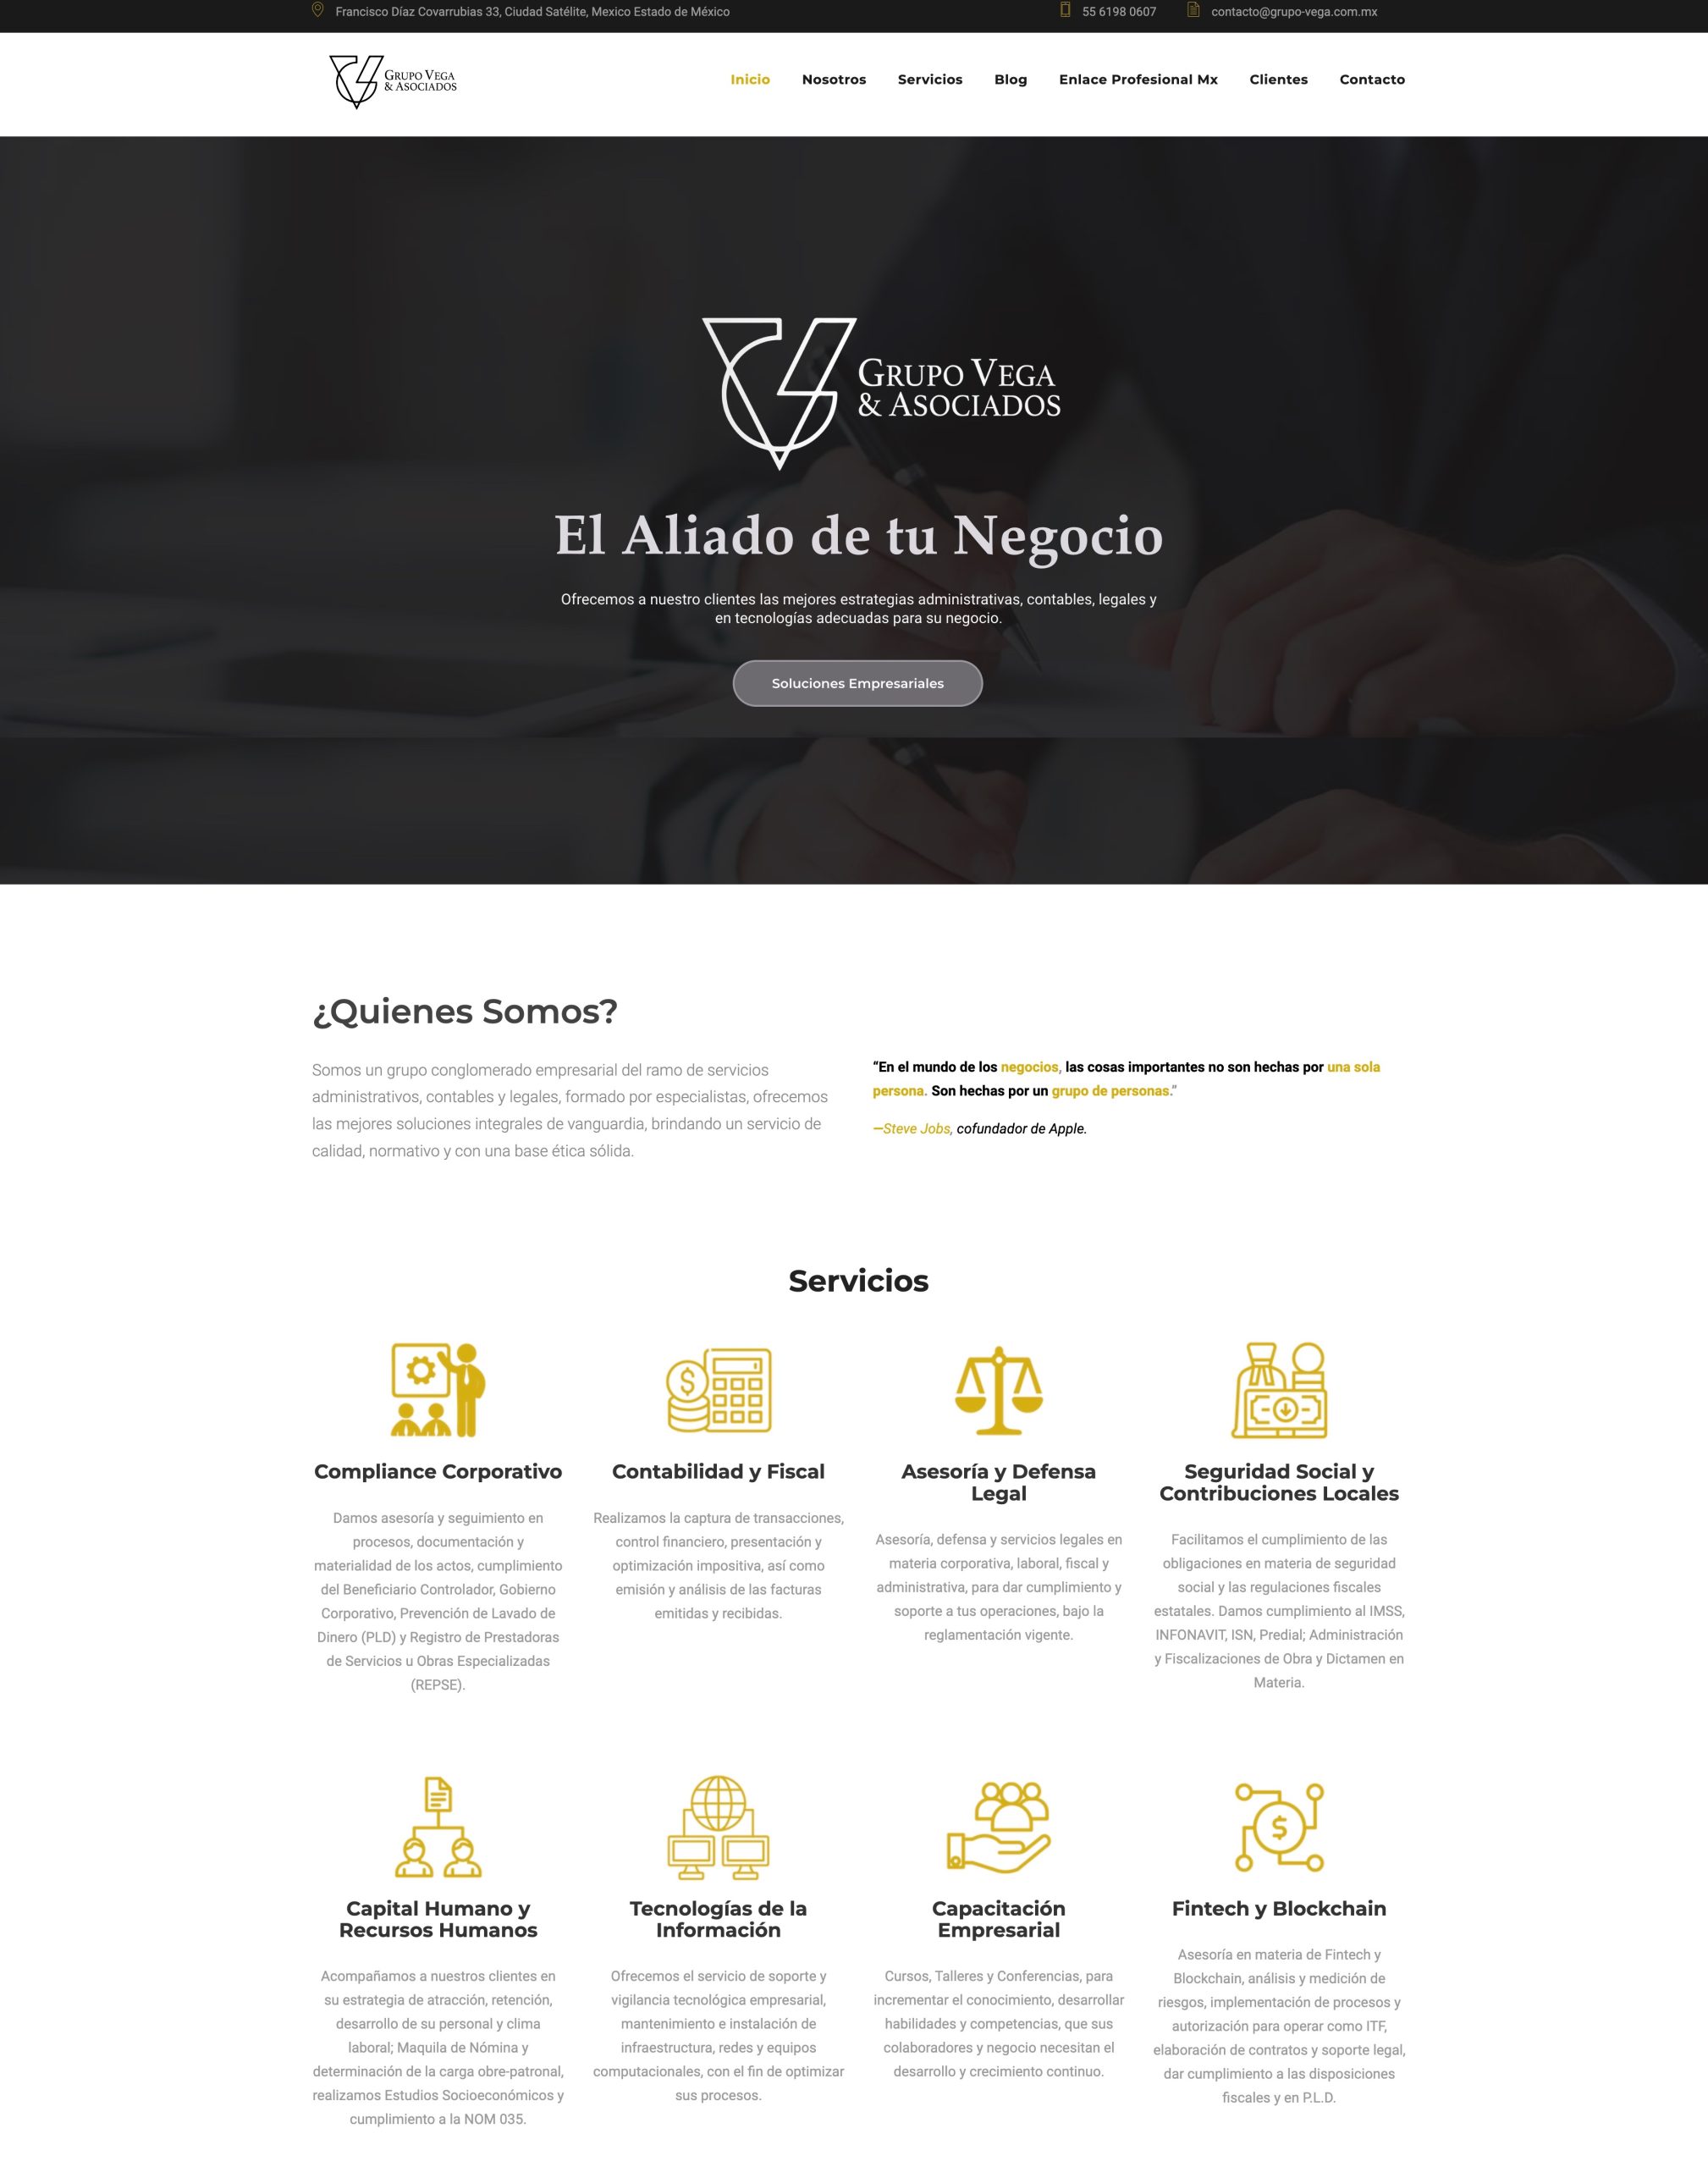 Francisco Díaz Covarrubias 33, Ciudad Satélite, Mexico Estado de México
55 6198 0607
contacto@grupo-vega.com.mx
GRUPO VEGA
& ASOCIADOS
Inicio
Nosotros
Servicios
Blog
Enlace Profesional Mx
Clientes
Contacto
GRUPO VEGA
& ASOCIADOS
El Aliado de tu Negocio
Ofrecemos a nuestro clientes las mejores estrategias administrativas, contables, legales y
en tecnologías adecuadas para su negocio.
Soluciones Empresariales
¿Quienes Somos?
Somos un grupo conglomerado empresarial del ramo de servicios
administrativos, contables y legales, formado por especialistas, ofrecemos
las mejores soluciones integrales de vanguardia, brindando un servicio de
calidad, normativo y con una base ética sólida.
“En el mundo de los negocios, las cosas importantes no son hechas por una sola
persona. Son hechas por un grupo de personas.”
—Steve Jobs, cofundador de Apple.
Servicios
Compliance Corporativo
Damos asesoría y seguimiento en
procesos, documentación y
materialidad de los actos, cumplimiento
del Beneficiario Controlador, Gobierno
Corporativo, Prevención de Lavado de
Dinero (PLD) y Registro de Prestadoras
de Servicios u Obras Especializadas
(REPSE).
Contabilidad y Fiscal
Realizamos la captura de transacciones,
control financiero, presentación y
optimización impositiva, así como
emisión y análisis de las facturas
emitidas y recibidas.
Asesoría y Defensa
Legal
Asesoría, defensa y servicios legales en
materia corporativa, laboral, fiscal y
administrativa, para dar cumplimiento y
soporte a tus operaciones, bajo la
reglamentación vigente.
Seguridad Social y
Contribuciones Locales
Facilitamos el cumplimiento de las
obligaciones en materia de seguridad
social y las regulaciones fiscales
estatales. Damos cumplimiento al IMSS,
INFONAVIT, ISN, Predial; Administración
y Fiscalizaciones de Obra y Dictamen en
Materia.
Capital Humano y
Recursos Humanos
Acompañamos a nuestros clientes en
su estrategia de atracción, retención,
desarrollo de su personal y clima
laboral; Maquila de Nómina y
determinación de la carga obre-patronal,
realizamos Estudios Socioeconómicos y
cumplimiento a la NOM 035.
Tecnologías de la
Información
Ofrecemos el servicio de soporte y
vigilancia tecnológica empresarial,
mantenimiento e instalación de
infraestructura, redes y equipos
computacionales, con el fin de optimizar
sus procesos.
Capacitación
Empresarial
Cursos, Talleres y Conferencias, para
incrementar el conocimiento, desarrollar
habilidades y competencias, que sus
colaboradores y negocio necesitan el
desarrollo y crecimiento continuo.
Fintech y Blockchain
Asesoría en materia de Fintech y
Blockchain, análisis y medición de
riesgos, implementación de procesos y
autorización para operar como ITF,
elaboración de contratos y soporte legal,
dar cumplimiento a las disposiciones
fiscales y en P.L.D.